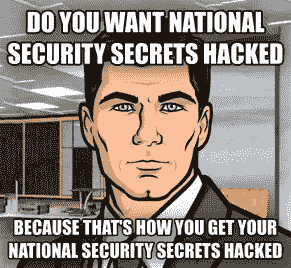 DO YOU WANT NATIONAL
SECURITY SECRETS HACKED
BECAUSE THAT'S HOW YOU GET YOUR
NATIONAL SECURITY SECRETS HACKED